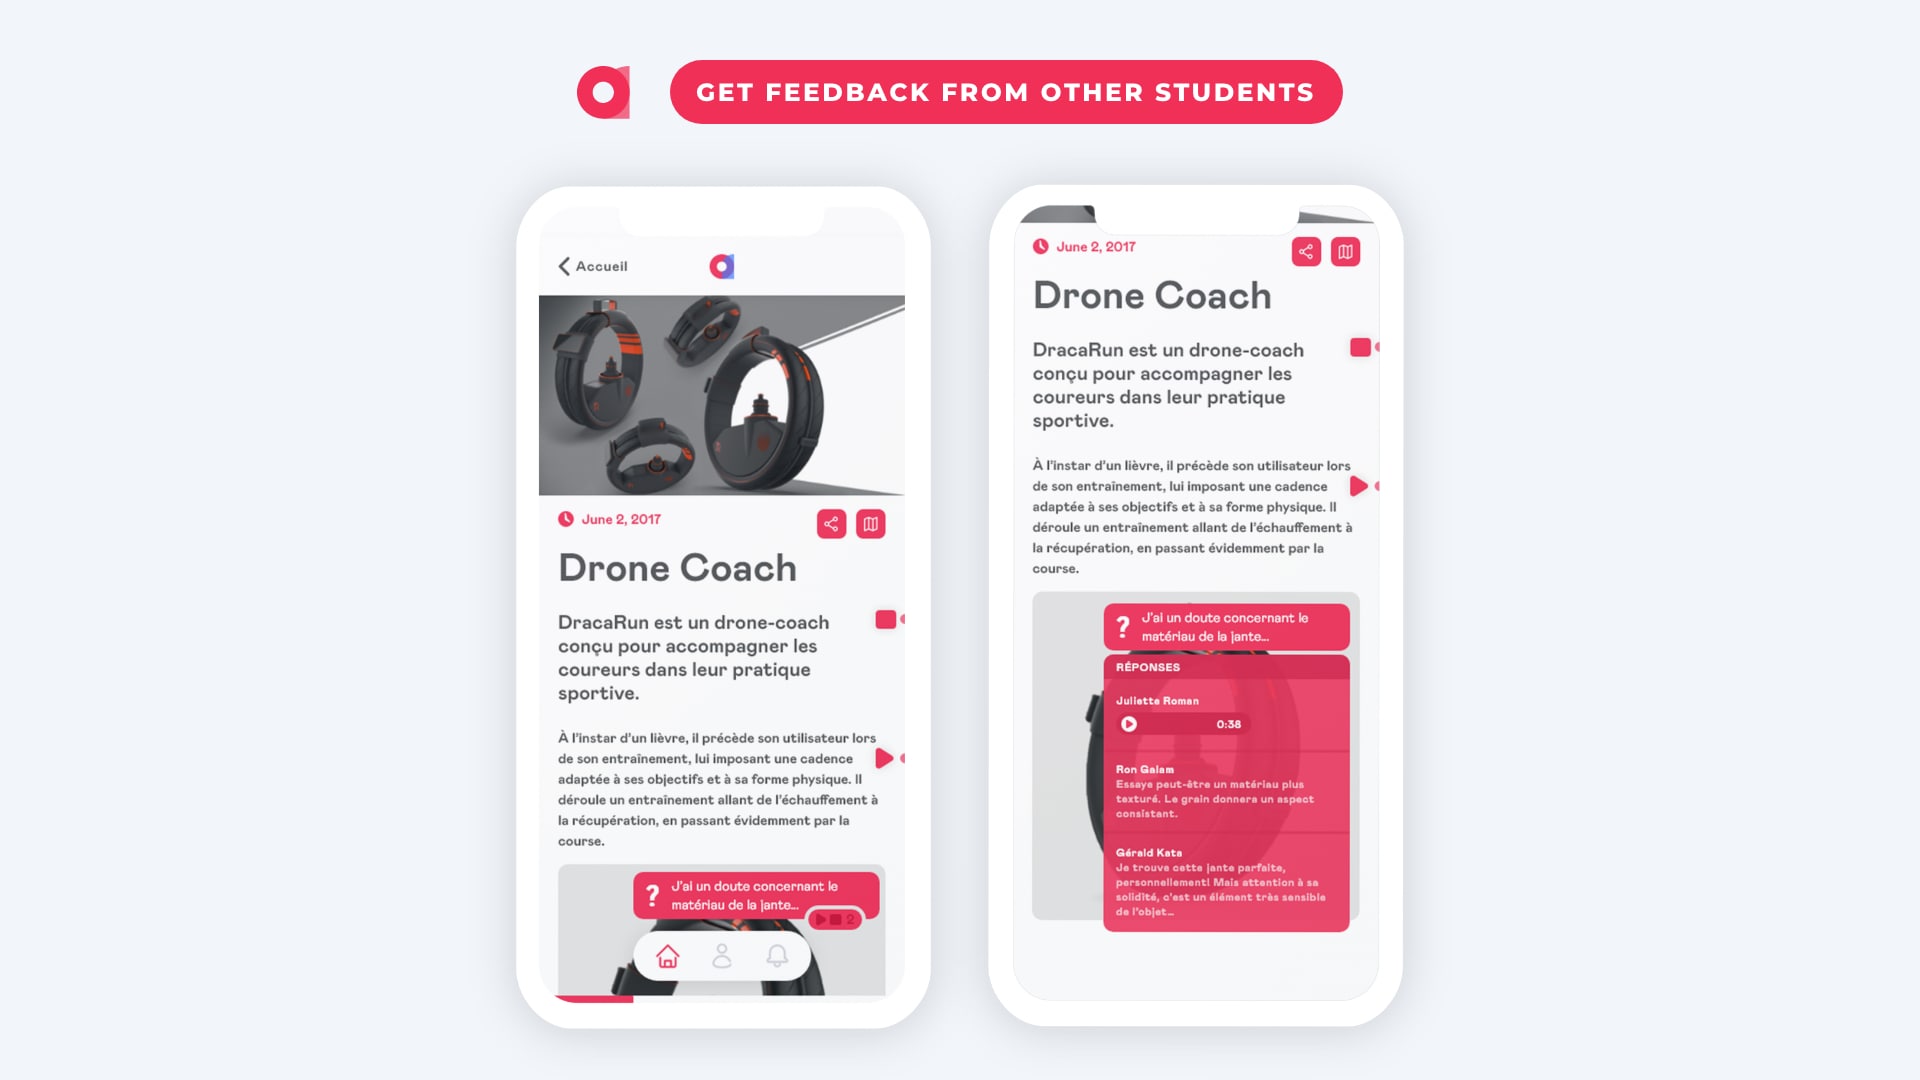 GET FEEDBACK FROM OTHER STUDENTS
Accueil
June 2, 2017
Drone Coach
DracaRun est un drone-coach
conçu pour accompagner les
coureurs dans leur pratique
sportive.
À l'instar d'un lièvre, il précède son utilisateur lors
de son entraînement, lui imposant une cadence
adaptée à ses objectifs et à sa forme physique. Il
déroule un entraînement allant de l'échauffement à
la récupération, en passant évidemment par la
course.
? J'ai un doute concernant le
matériau de la jante...
2
June 2, 2017
Drone Coach
DracaRun est un drone-coach
conçu pour accompagner les
coureurs dans leur pratique
sportive.
À l'instar d'un lièvre, il précède son utilisateur lors
de son entraînement, lui imposant une cadence
adaptée à ses objectifs et à sa forme physique. Il
déroule un entraînement allant de l'échauffement à
la récupération, en passant évidemment par la
course.
? J'ai un doute concernant le
matériau de la jante...
RÉPONSES
Juliette Roman
0:38
Ron Galam
Essaye peut-être un matériau plus
texturé. Le grain donnera un aspect
consistant.
Gérald Kata
Je trouve cette jante parfaite,
personnellement! Mais attention à sa
solidité, c'est un élément très sensible
de l'objet...